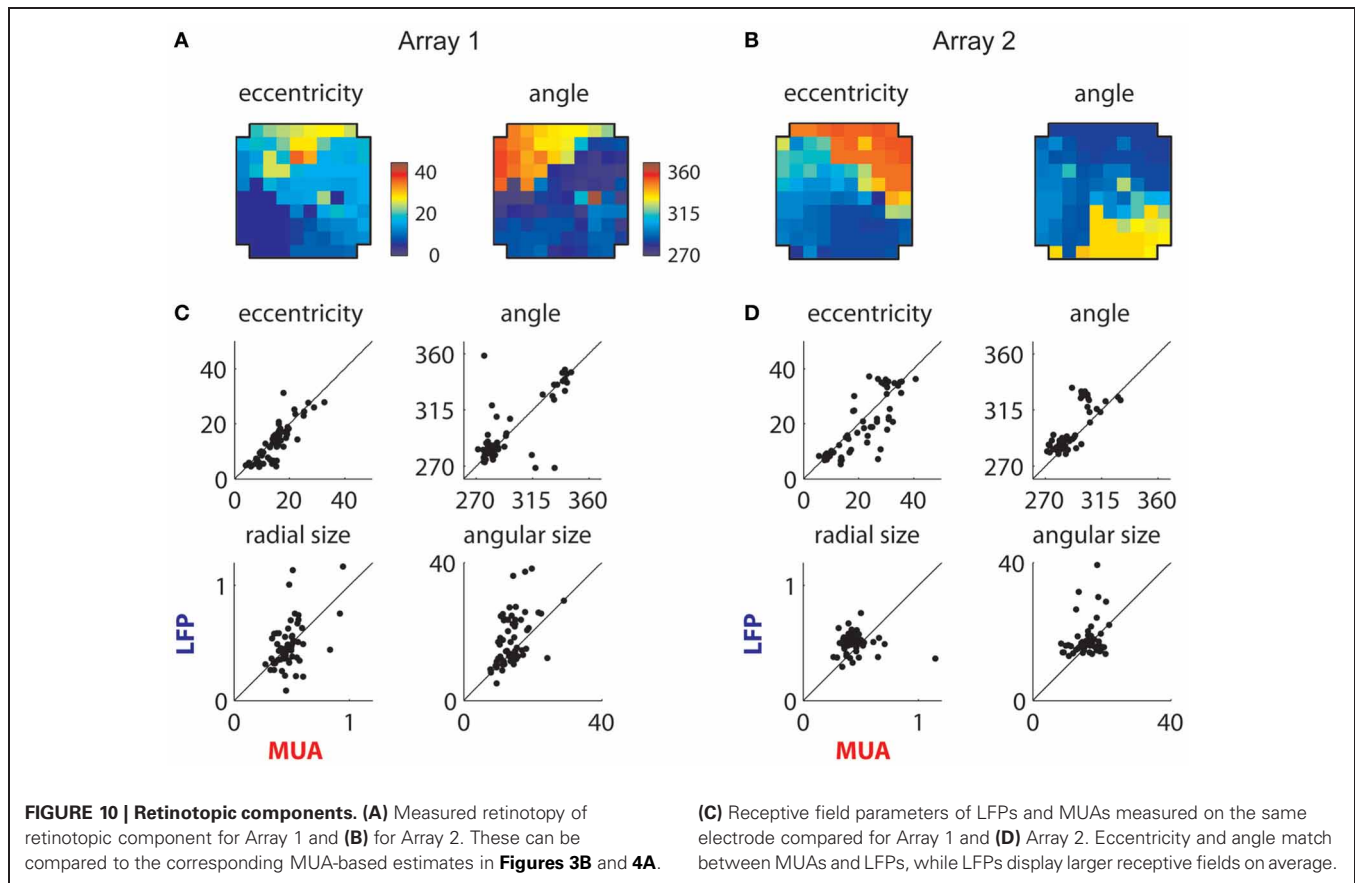 A
Array 1
B
Array 2
eccentricity
angle
eccentricity
angle
40
20
0
360
315
270
C
eccentricity
angle
D
eccentricity
angle
40
20
0
0 20 40
360
315
270
270 315 360
40
20
0
0 20 40
360
315
270
270 315 360
radial size
angular size
radial size
angular size
LFP
1
0
0 1
MUA
40
0
0 40
LFP
1
0
0 1
MUA
40
0
0 40
FIGURE 10 | Retinotopic components. (A) Measured retinotopy of
retinotopic component for Array 1 and (B) for Array 2. These can be
compared to the corresponding MUA-based estimates in Figures 3B and 4A.
(C) Receptive field parameters of LFPs and MUAs measured on the same
electrode compared for Array 1 and (D) Array 2. Eccentricity and angle match
between MUAs and LFPs, while LFPs display larger receptive fields on average.